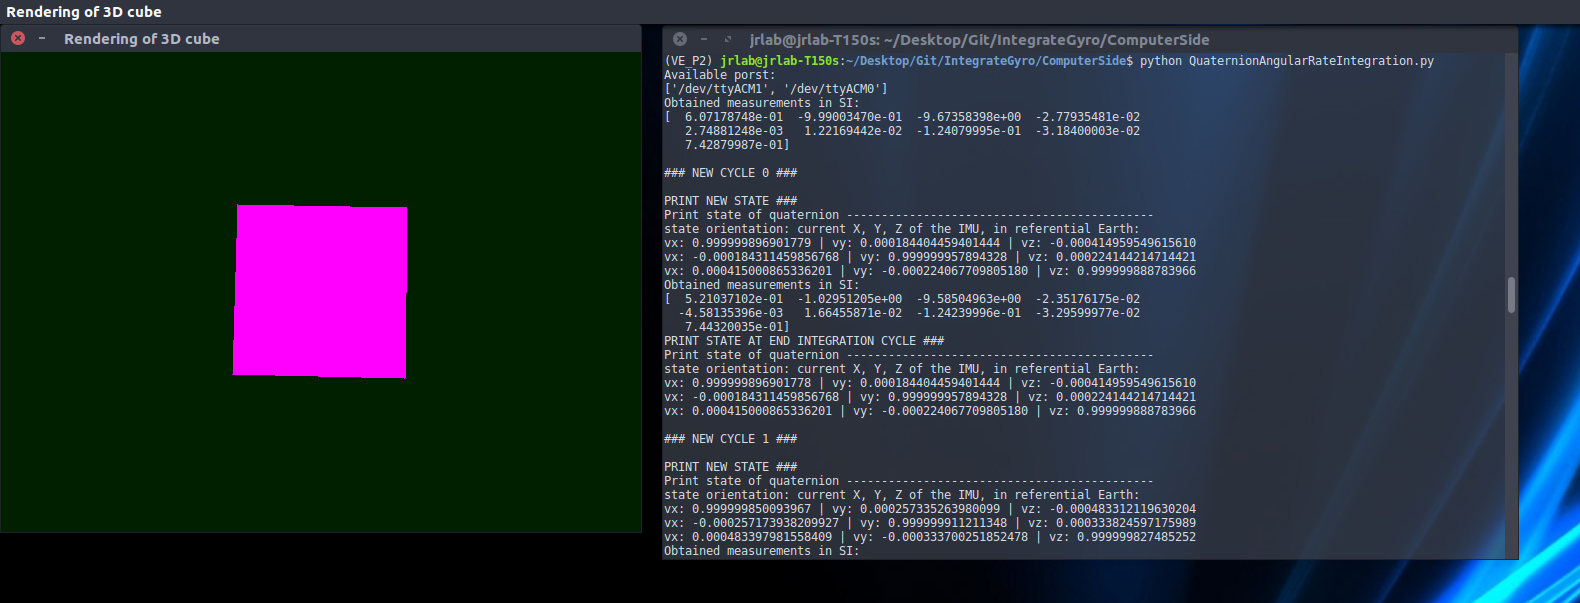 Rendering of 3D cube
Rendering of 3D cube
jrlab@jrlab-T150s: ~/Desktop/Git/IntegrateGyro/ComputerSide
(VE_P2) jrlab@jrlab-T150s:~/Desktop/Git/IntegrateGyro/ComputerSide$ python QuaternionAngularRateIntegration.py
Available porst:
['/dev/ttyACM1', '/dev/ttyACM0']
Obtained measurements in SI:
[  6.07178748e-01  -9.99003470e-01  -9.67358398e+00  -2.77935481e-02
   2.74881248e-03   1.22169442e-02  -1.24079995e-01  -3.18400003e-02
   7.42879987e-01]
### NEW CYCLE 0 ###
PRINT NEW STATE ###
Print state of quaternion --------------------------------------------
state orientation: current X, Y, Z of the IMU, in referential Earth:
vx: 0.999999896901779 | vy: 0.000184404459401444 | vz: -0.000414959549615610
vx: -0.000184311459856768 | vy: 0.999999957894328 | vz: 0.000224144214714421
vx: 0.000415000865336201 | vy: -0.000224067709805180 | vz: 0.999999888783966
Obtained measurements in SI:
[  5.21037102e-01  -1.02951205e+00  -9.58504963e+00  -2.35176175e-02
  -4.58135396e-03   1.66455871e-02  -1.24239996e-01  -3.29599977e-02
   7.44320035e-01]
PRINT STATE AT END INTEGRATION CYCLE ###
Print state of quaternion --------------------------------------------
state orientation: current X, Y, Z of the IMU, in referential Earth:
vx: 0.999999896901778 | vy: 0.000184404459401444 | vz: -0.000414959549615610
vx: -0.000184311459856768 | vy: 0.999999957894328 | vz: 0.000224144214714421
vx: 0.000415000865336201 | vy: -0.000224067709805180 | vz: 0.999999888783966
### NEW CYCLE 1 ###
PRINT NEW STATE ###
Print state of quaternion --------------------------------------------
state orientation: current X, Y, Z of the IMU, in referential Earth:
vx: 0.999999850093967 | vy: 0.000257335263980099 | vz: -0.000483312119630204
vx: -0.000257173938209927 | vy: 0.999999911211348 | vz: 0.000333824597175989
vx: 0.000483397981558409 | vy: -0.000333700251852478 | vz: 0.999999827485252
Obtained measurements in SI: